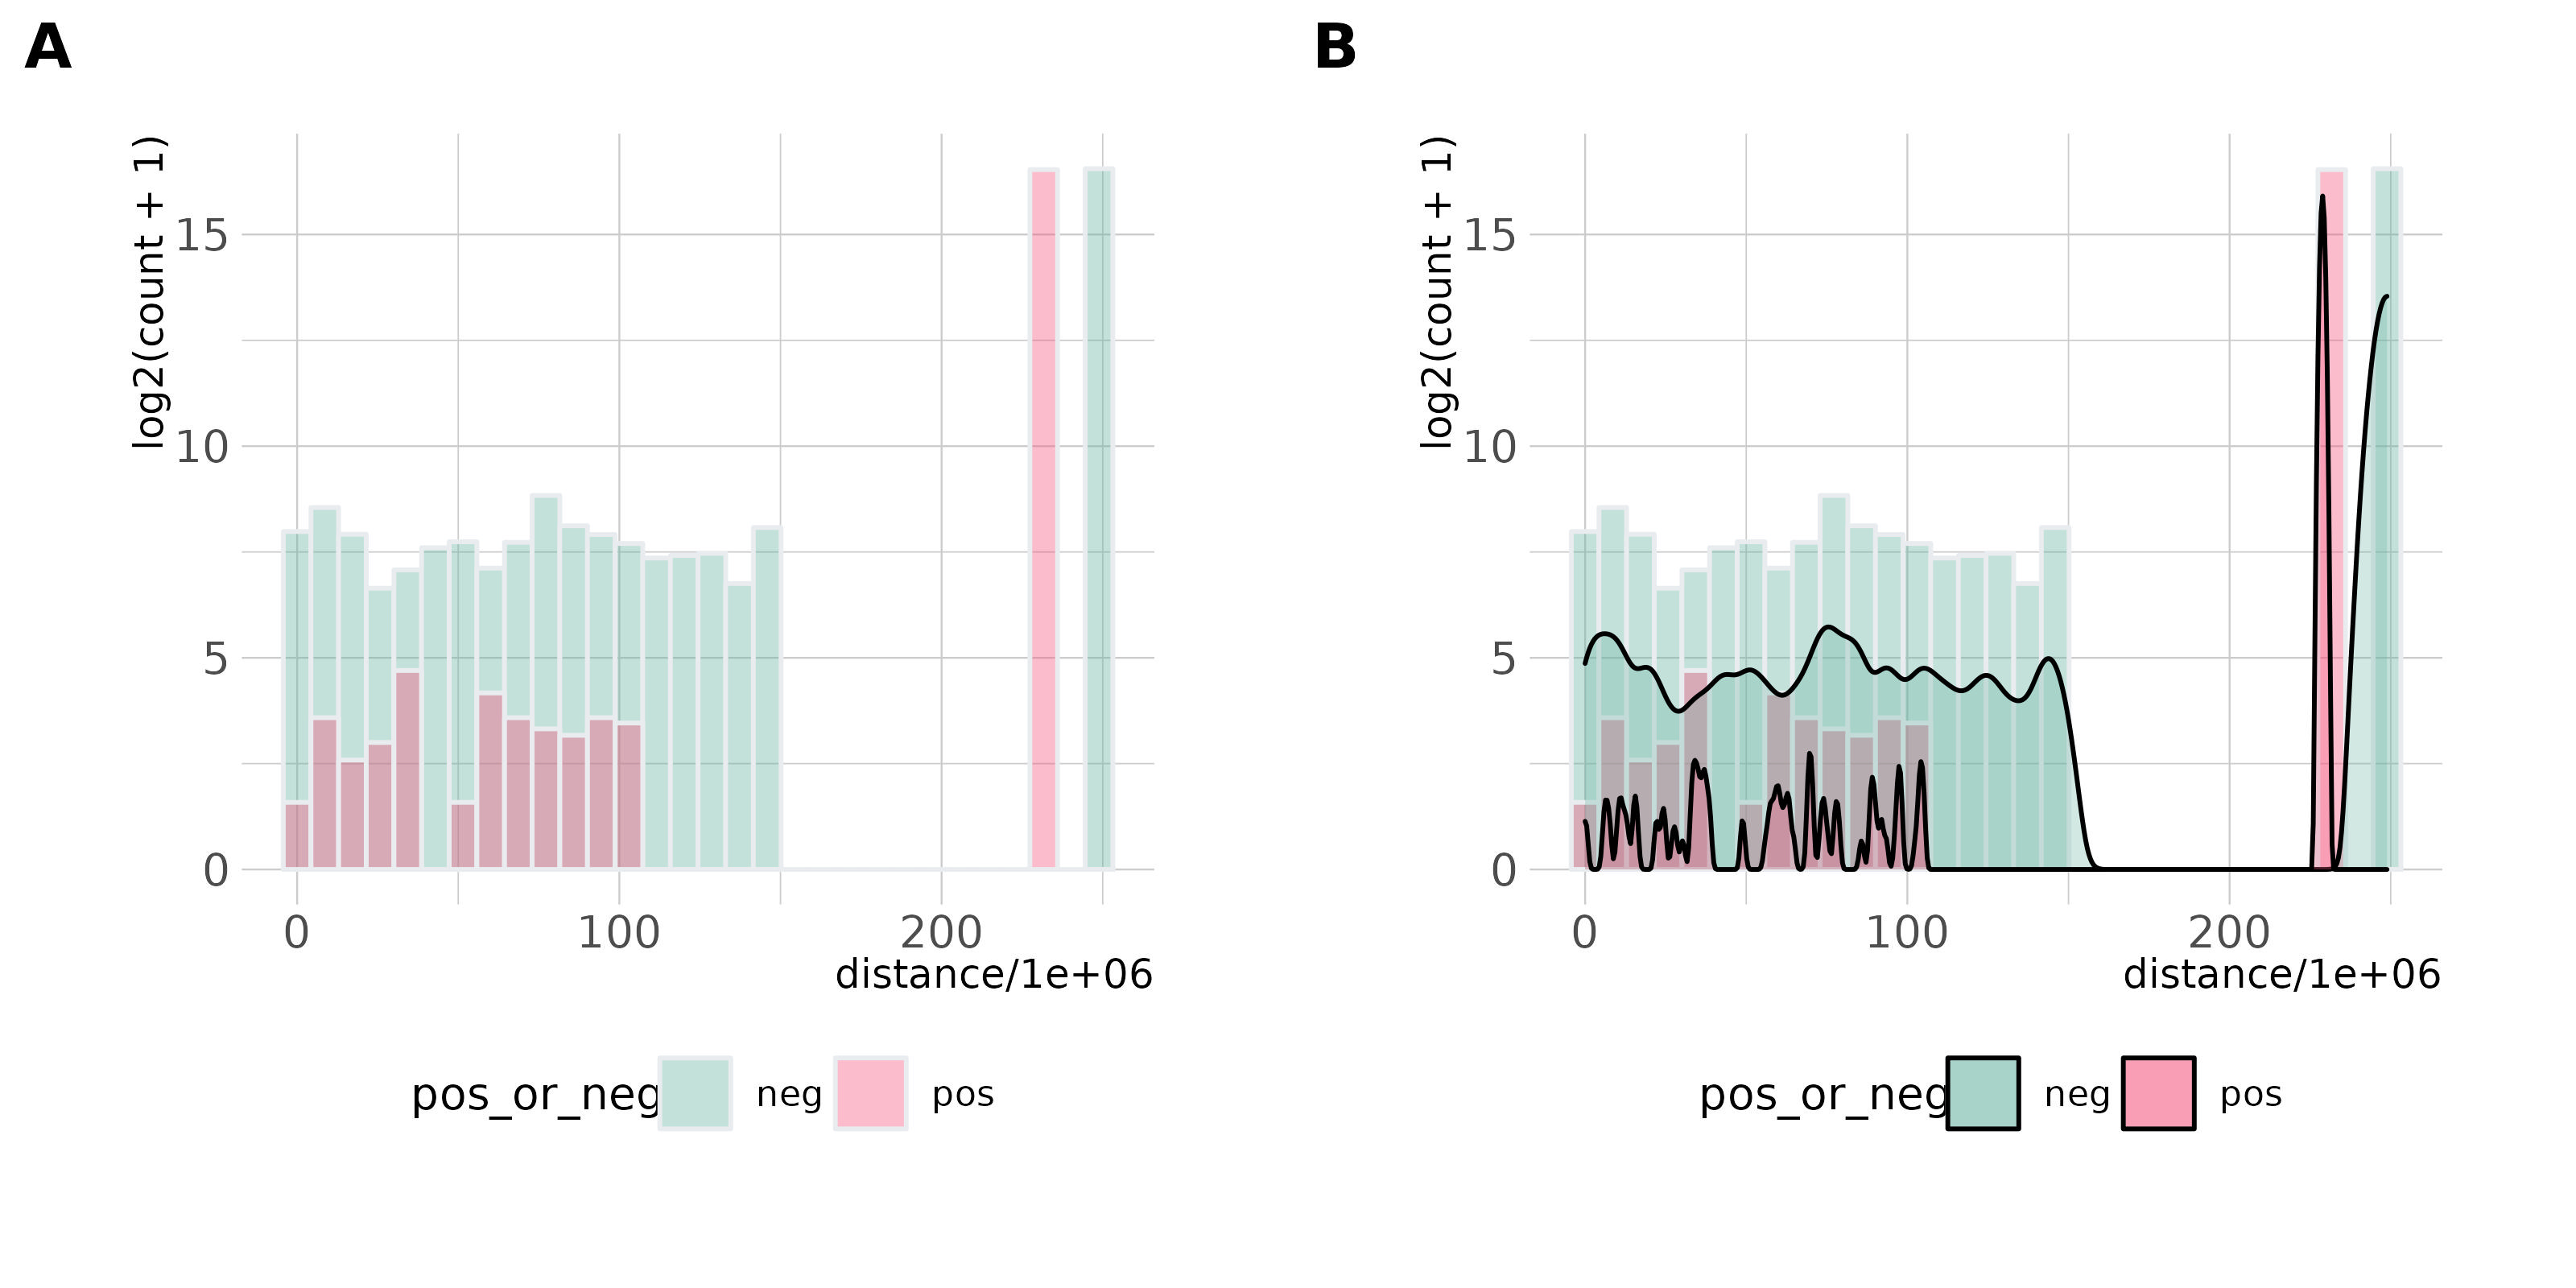 A
log2(count + 1)
15
10
5
0
0 100 200
distance/1e+06
pos_or_neg neg pos
B
log2(count + 1)
15
10
5
0
0 100 200
distance/1e+06
pos_or_neg neg pos